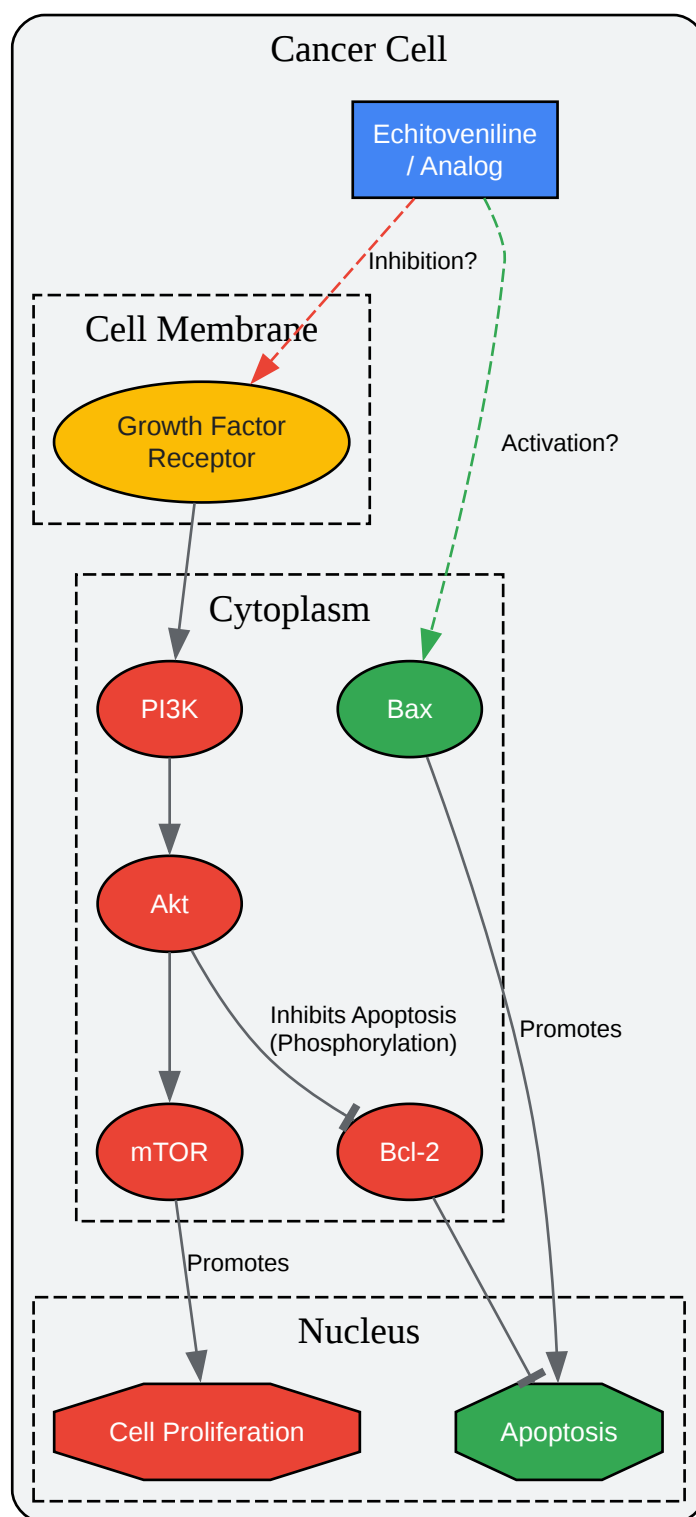 Cancer Cell
Echitoveniline
/ Analog
Inhibition?
Cell Membrane
Growth Factor
Receptor
Activation?
Cytoplasm
PI3K
Bax
Akt
Inhibits Apoptosis
(Phosphorylation)
Promotes
mTOR
Bcl-2
Promotes
Nucleus
Cell Proliferation
Apoptosis